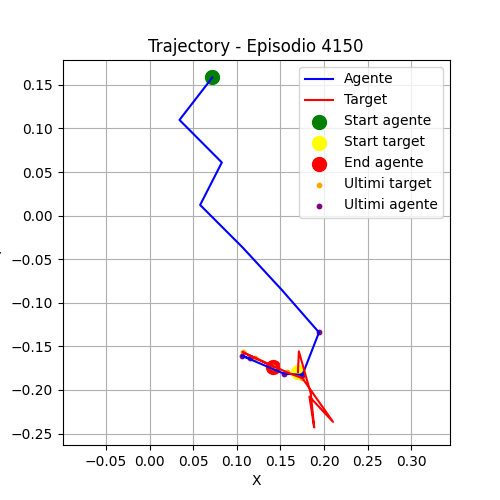 Trajectory - Episodio 4150
Agente
Target
Start agente
Start target
End agente
Ultimi target
Ultimi agente
0.15
0.10
0.05
0.00
−0.05
−0.10
−0.15
−0.20
−0.25
−0.05
0.00
0.05
0.10
0.15
0.20
0.25
0.30
X